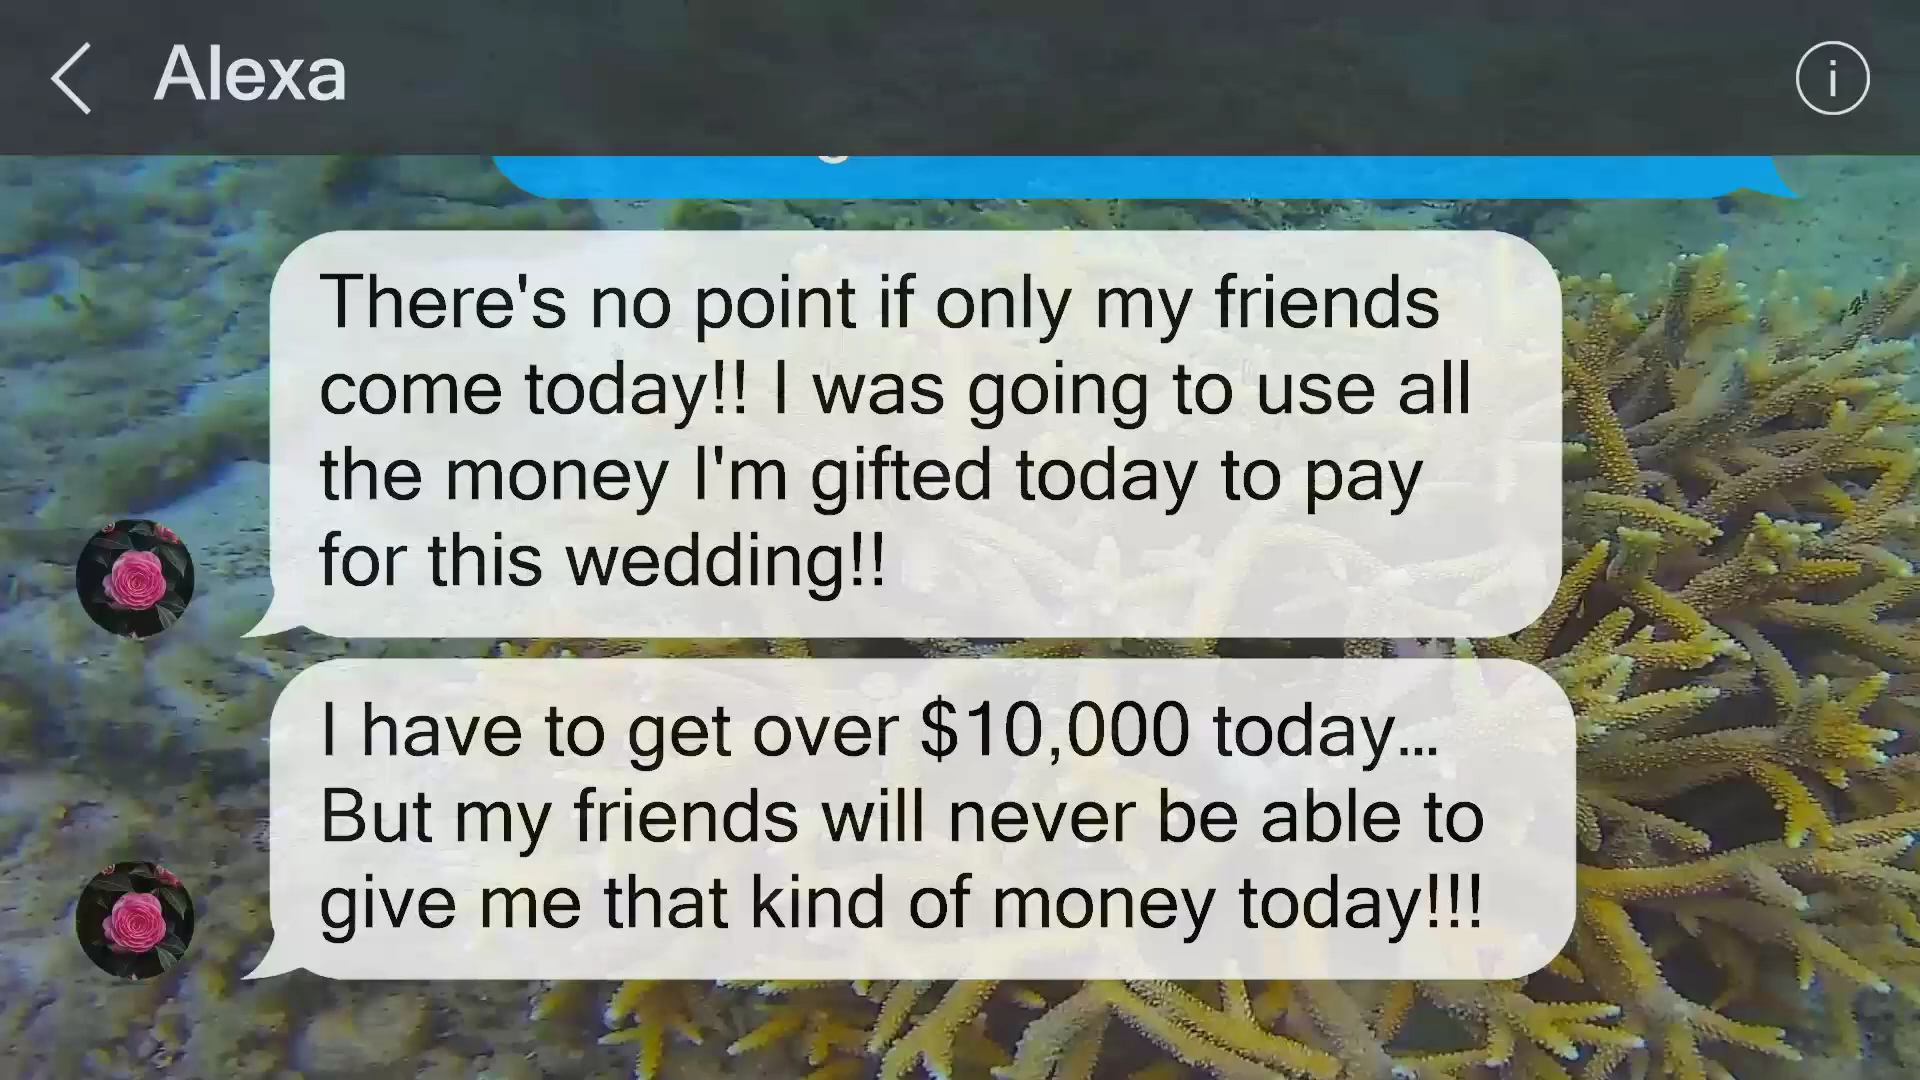 Alexa
There's no point if only my friends
come today!! I was going to use all
the money I'm gifted today to pay
for this wedding!!
I have to get over $10,000 today...
But my friends will never be able to
give me that kind of money today!!!